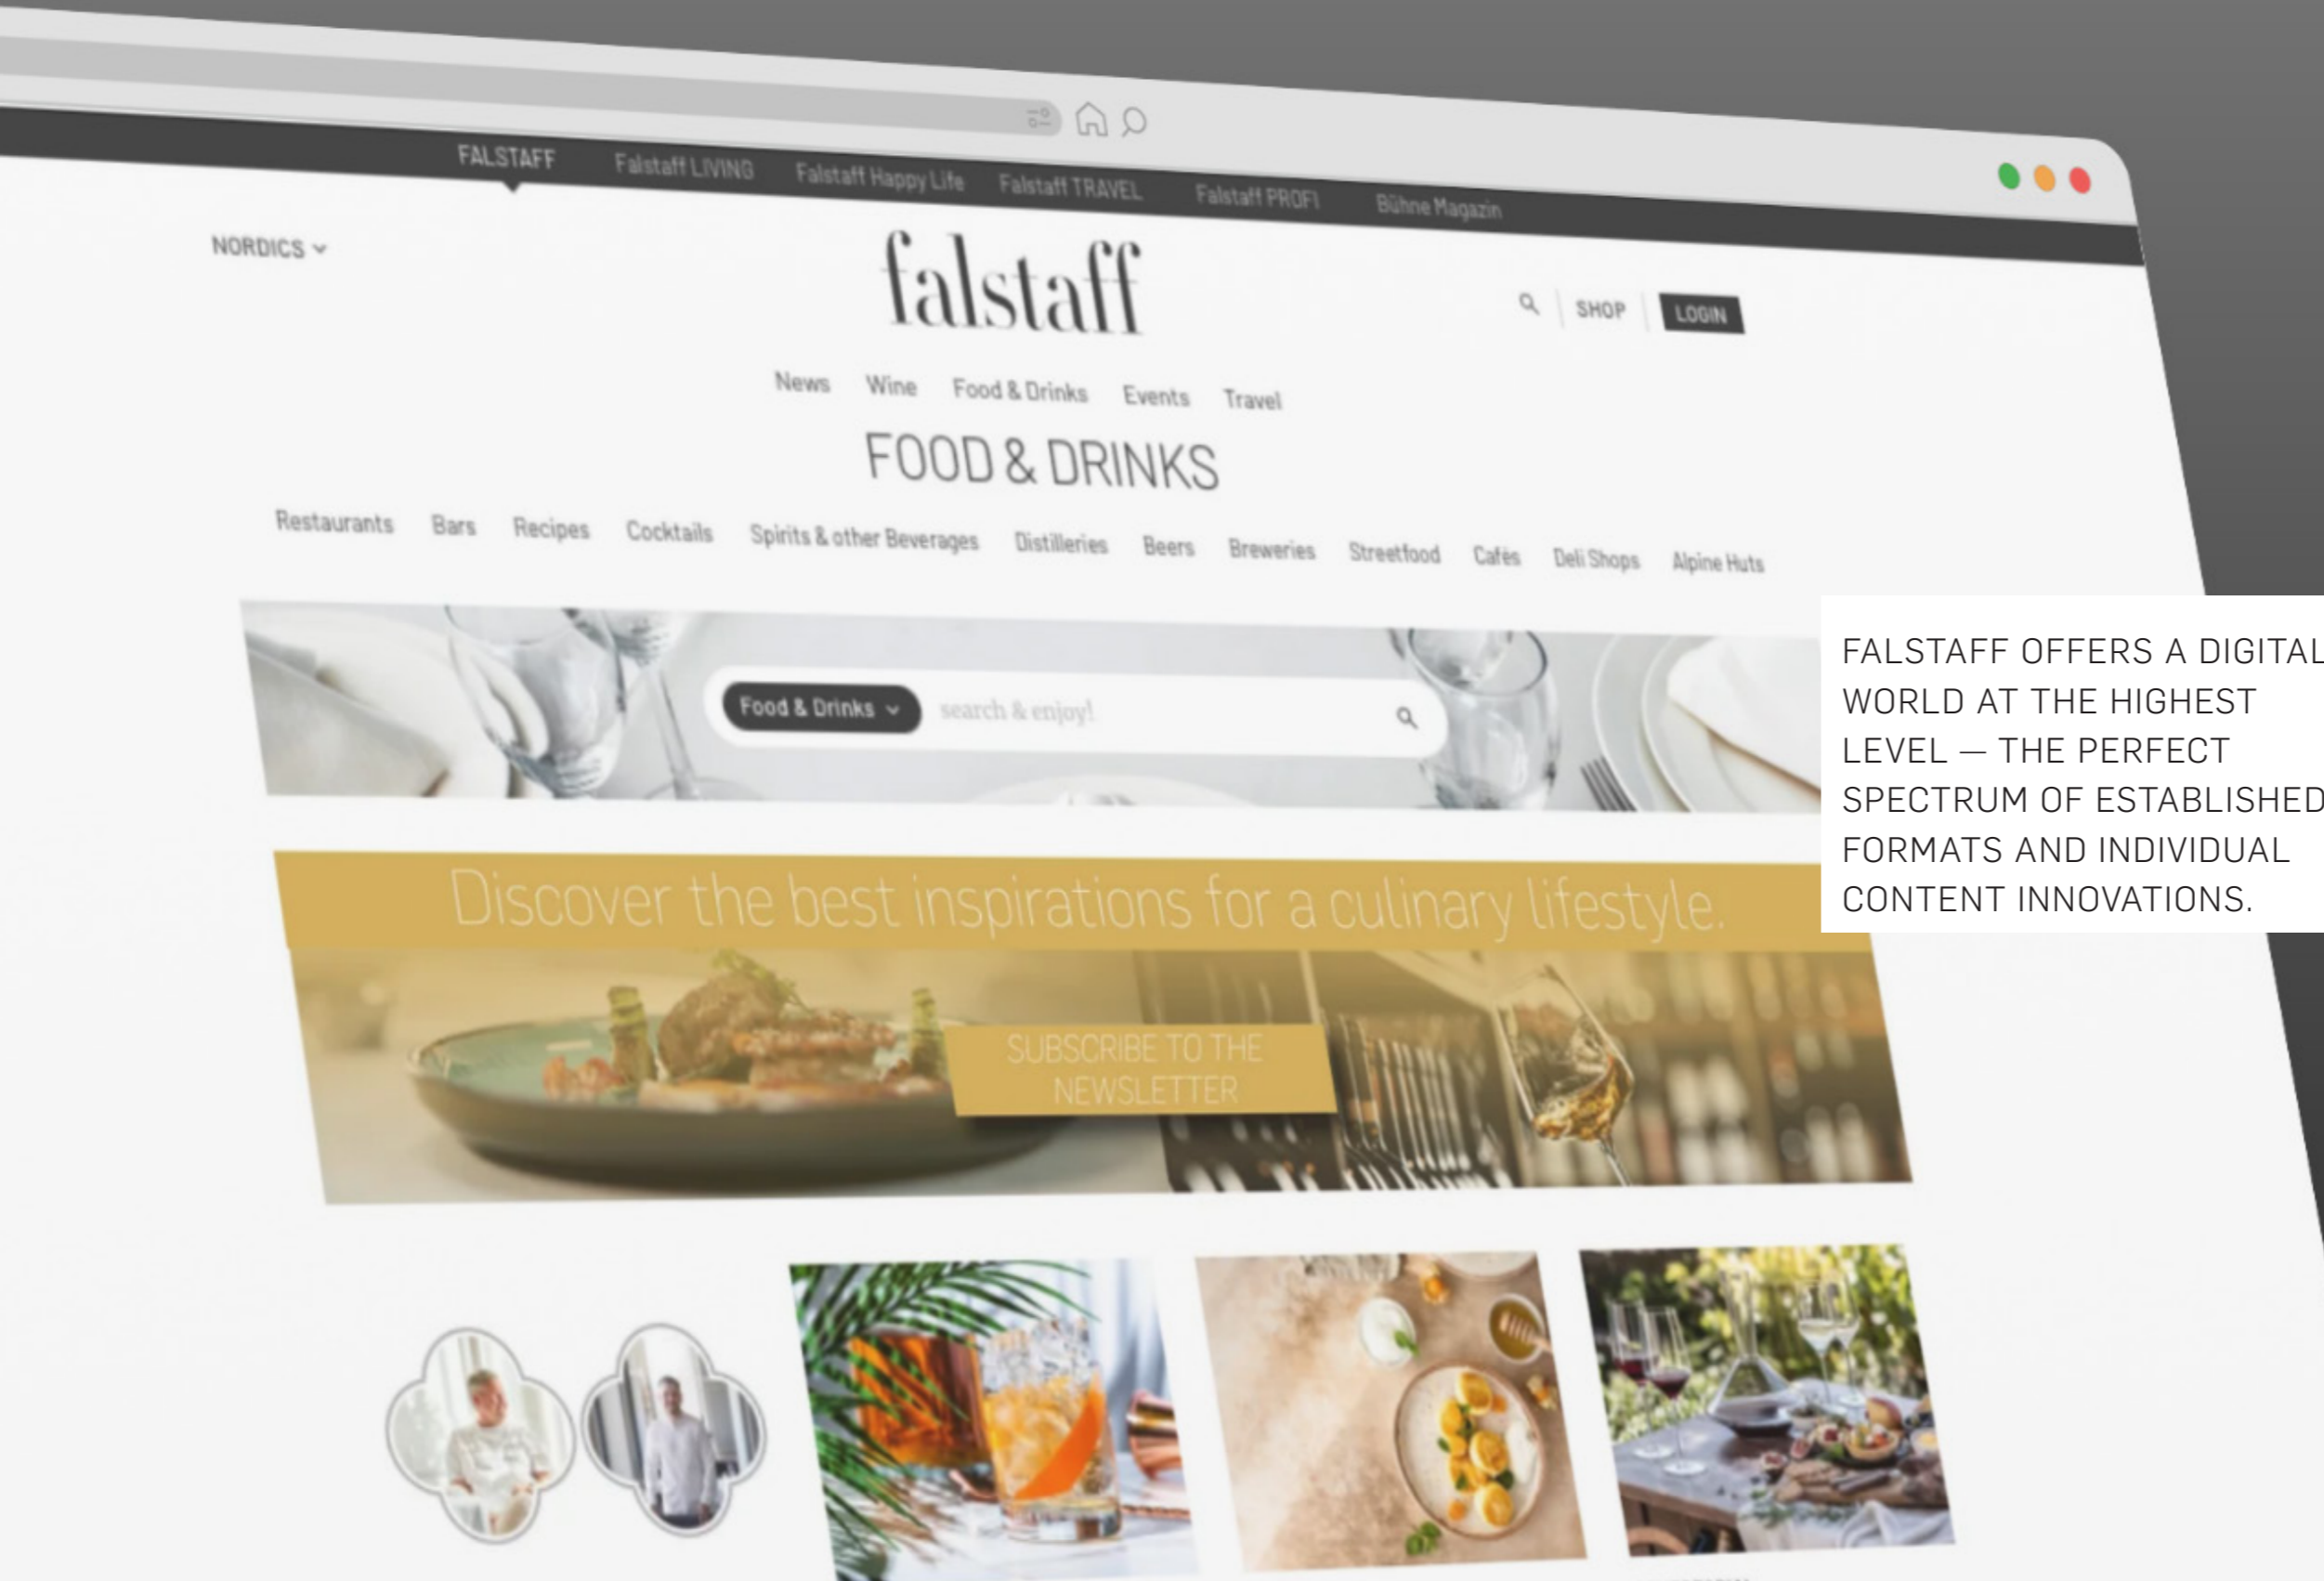 FALSTAFF Falstaff LIVING Falstaff Happy Life Falstaff TRAVEL Falstaff PROFI Bühne Magazin
NORDICS
falstaff
SHOP LOGIN
News Wine Food & Drinks Events Travel
FOOD & DRINKS
Restaurants Bars Recipes Cocktails Spirits & other Beverages Distilleries Beers Breweries Streetfood Cafés Deli Shops Alpine Huts
Food & Drinks search & enjoy!
FALSTAFF OFFERS A DIGITAL
WORLD AT THE HIGHEST
LEVEL — THE PERFECT
SPECTRUM OF ESTABLISHED
FORMATS AND INDIVIDUAL
CONTENT INNOVATIONS.
Discover the best inspirations for a culinary lifestyle.
SUBSCRIBE TO THE
NEWSLETTER